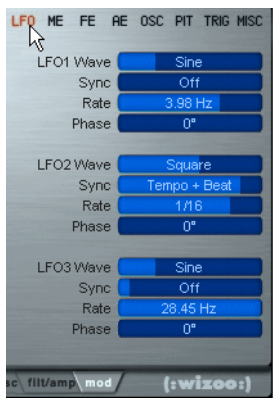 LFO ME FE AE OSC PIT TRIG MISC
LFO1 Wave Sine
Sync Off
Rate 3.98 Hz
Phase 0°
LFO2 Wave Square
Sync Tempo + Beat
Rate 1/16
Phase 0°
LFO3 Wave Sine
Sync Off
Rate 28.45 Hz
Phase 0°
sc filt/amp mod (:wizoo:)